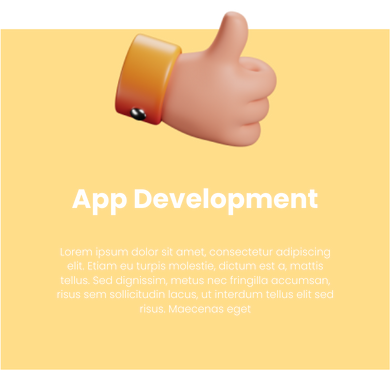 App Development
Lorem ipsum dolor sit amet, consectetur adipiscing
elit. Etiam eu turpis molestie, dictum est a, mattis
tellus. Sed dignissim, metus nec fringilla accumsan,
risus sem sollicitudin lacus, ut interdum tellus elit sed
risus. Maecenas eget